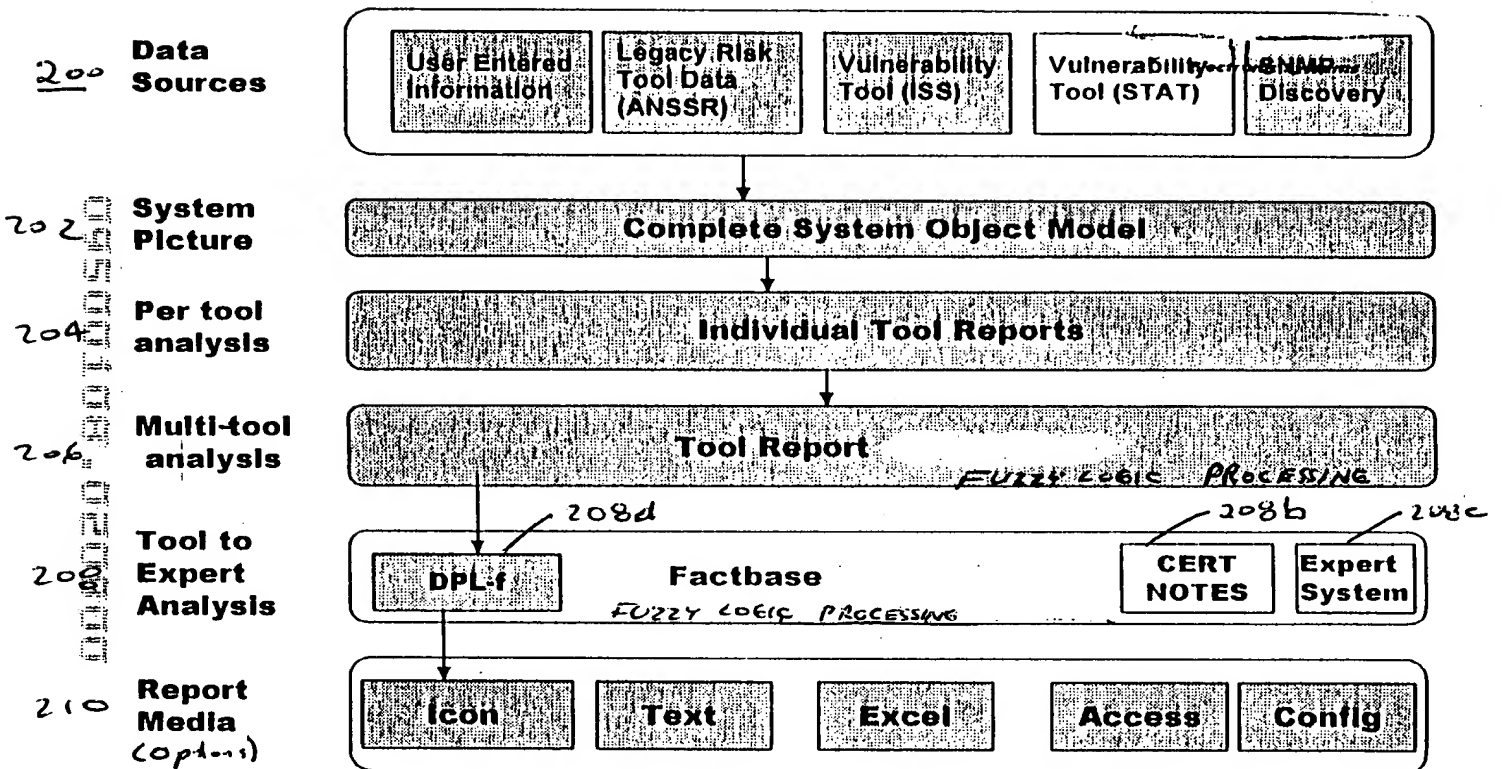 200
Data
Sources
User Entered
Information
Legacy Risk
Tool Data
(ANSSR)
Vulnerability
Tool (ISS)
Vulnerability
Tool (STAT)
SNMP
Discovery
202
System
Picture
Complete System Object Model
204
Per tool
analysis
Individual Tool Reports
206
Multi-tool
analysis
Tool Report
FUZZY LOGIC PROCESSING
208d
208b
208c
208
Tool to
Expert
Analysis
DPL-f
Factbase
FUZZY LOGIC PROCESSING
CERT
NOTES
Expert
System
210
Report
Media
(options)
Icon
Text
Excel
Access
Config